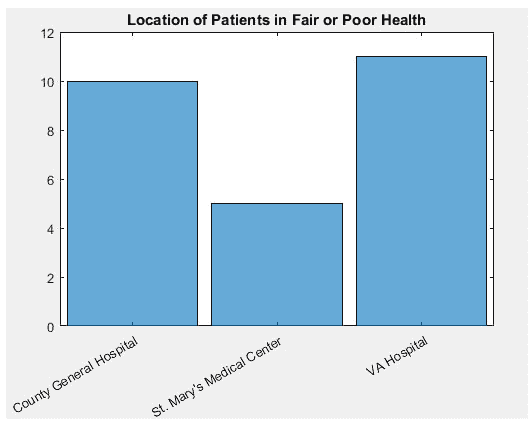 Location of Patients in Fair or Poor Health
12
10
8
6
4
2
0
County General Hospital
St. Mary's Medical Center
VA Hospital